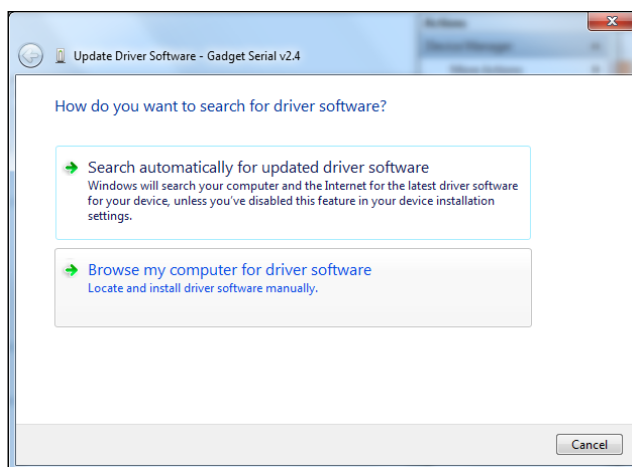 Actions
Device Manager
More Actions
Update Driver Software - Gadget Serial v2.4
How do you want to search for driver software?
Search automatically for updated driver software
Windows will search your computer and the Internet for the latest driver software
for your device, unless you've disabled this feature in your device installation
settings.
Browse my computer for driver software
Locate and install driver software manually.
Cancel